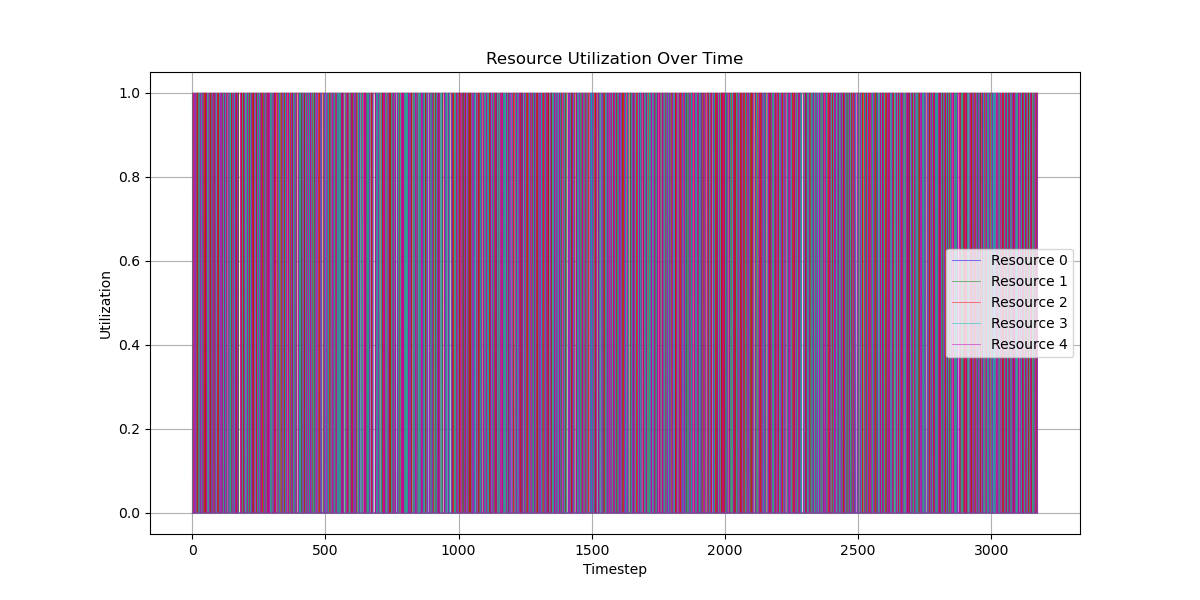 Resource Utilization Over Time
1.0
0.8
0.6
0.4
0.2
0.0
Utilization
Resource 0
Resource 1
Resource 2
Resource 3
Resource 4
0 500 1000 1500 2000 2500 3000
Timestep